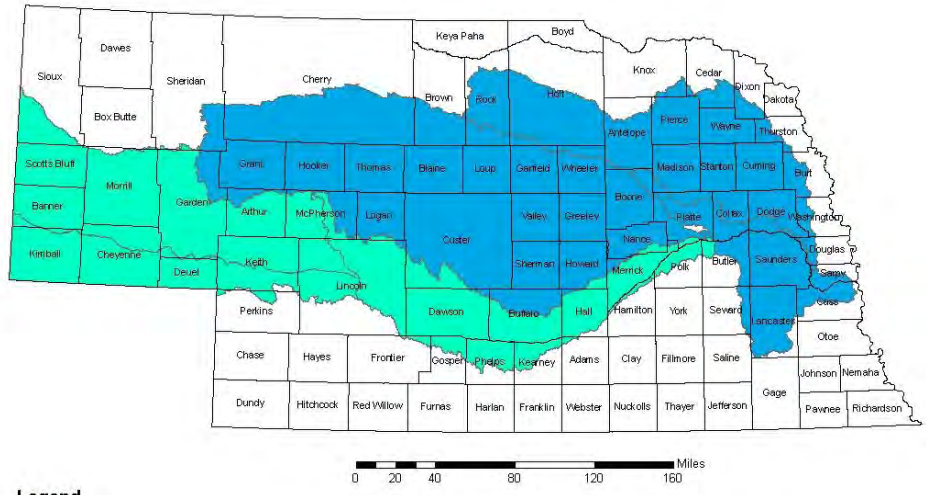 Keya Paha
Boyd
Dawes
Sioux
Sheridan
Cherry
Knox
Cedar
Dixon
Brown
Rock
Holt
Dakota
Box Butte
Pierce
Antelope
Wayne
Thurston
Scotts Bluff
Grant
Hooker
Thomas
Blaine
Loup
Garfield
Wheeler
Madison
Stanton
Cuming
Burt
Morrill
Banner
Garden
Arthur
McPherson
Logan
Boone
Valley
Greeley
Platte
Colfax
Dodge
Washington
Custer
Nance
Kimball
Cheyenne
Keith
Sherman
Howard
Merrick
Polk
Butler
Saunders
Douglas
Sarpy
Deuel
Lincoln
Cass
Perkins
Dawson
Buffalo
Hall
Hamilton
York
Seward
Lancaster
Otoe
Chase
Hayes
Frontier
Gosper
Phelps
Kearney
Adams
Clay
Fillmore
Saline
Gage
Johnson
Nemaha
Dundy
Hitchcock
Red Willow
Furnas
Harlan
Franklin
Webster
Nuckolls
Thayer
Jefferson
Pawnee
Richardson
Miles
0 20 40 80 120 160
Legend